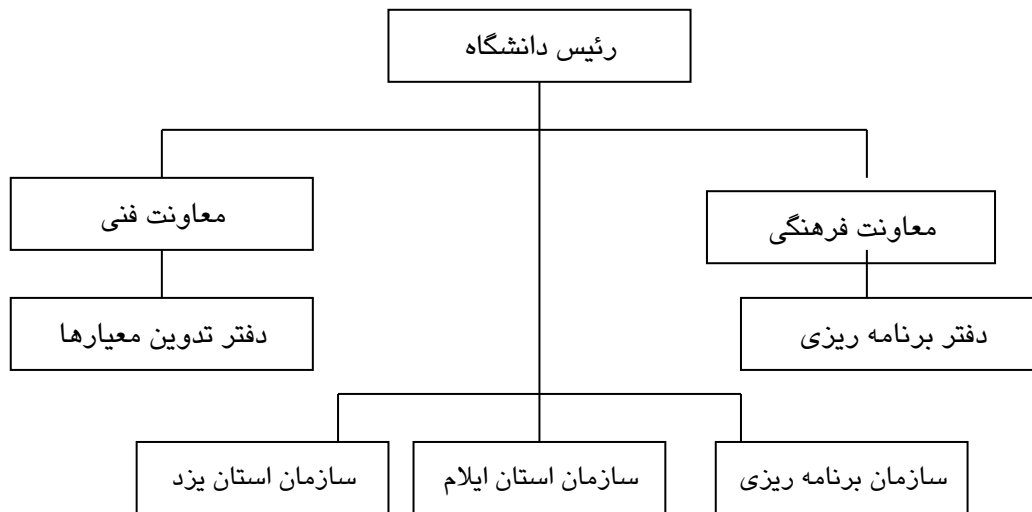 رئیس دانشگاه
معاونت فرهنگی
معاونت فنی
دفتر برنامه ریزی
دفتر تدوین معیارها
سازمان برنامه ریزی
سازمان استان ایلام
سازمان استان یزد